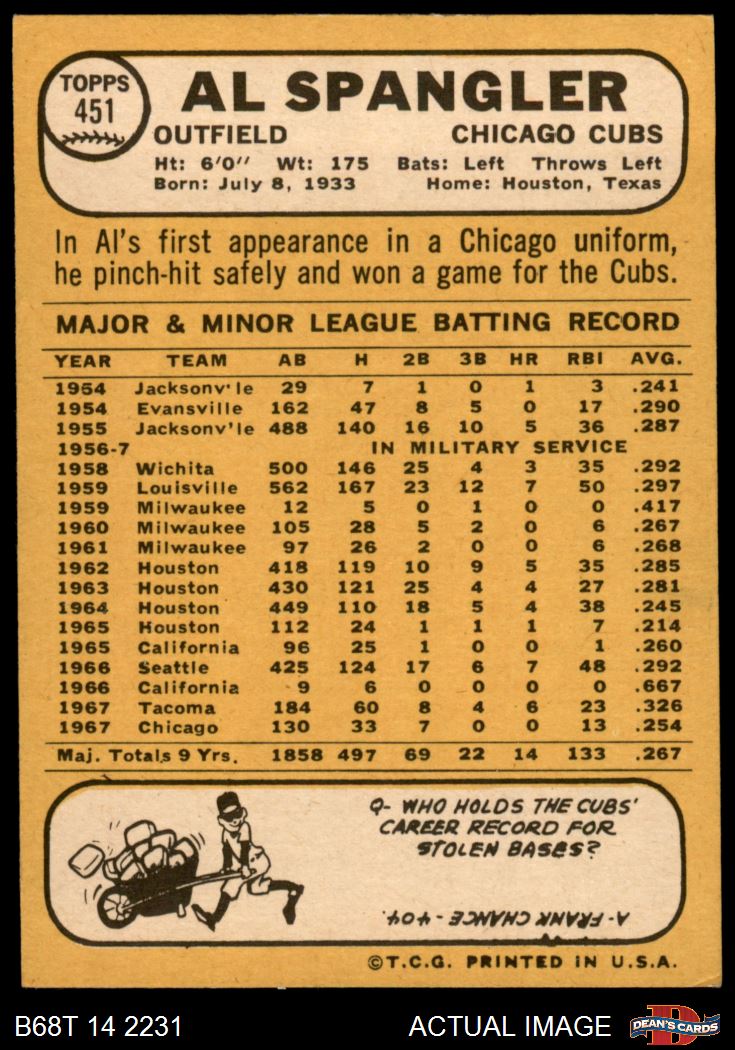 TOPPS
451
AL SPANGLER
OUTFIELD CHICAGO CUBS
Ht: 6'0" Wt: 175 Bats: Left Throws Left
Born: July 8, 1933 Home: Houston, Texas
In Al's first appearance in a Chicago uniform,
he pinch-hit safely and won a game for the Cubs.
MAJOR & MINOR LEAGUE BATTING RECORD
YEAR TEAM AB H 2B 3B HR RBI AVG.
1954 Jacksonv'le 29 7 1 0 1 3 .241
1954 Evansville 162 47 8 5 0 17 .290
1955 Jacksonv'le 488 140 16 10 5 36 .287
1956-7 IN MILITARY SERVICE
1958 Wichita 500 146 25 4 3 35 .292
1959 Louisville 562 167 23 12 7 50 .297
1959 Milwaukee 12 5 0 1 0 0 .417
1960 Milwaukee 105 28 5 2 0 6 .267
1961 Milwaukee 97 26 2 0 0 6 .268
1962 Houston 418 119 10 9 5 35 .285
1963 Houston 430 121 25 4 4 27 .281
1964 Houston 449 110 18 5 4 38 .245
1965 Houston 112 24 1 1 1 7 .214
1965 California 96 25 1 0 0 1 .260
1966 Seattle 425 124 17 6 7 48 .292
1966 California 9 6 0 0 0 0 .667
1967 Tacoma 184 60 8 4 6 23 .326
1967 Chicago 130 33 7 0 0 13 .254
Maj. Totals 9 Yrs. 1858 497 69 22 14 133 .267
Q- WHO HOLDS THE CUBS'
CAREER RECORD FOR
STOLEN BASES?
A- FRANK CHANCE - 404.
©T.C.G. PRINTED IN U.S.A.
B68T 14 2231 ACTUAL IMAGE
D
DEAN'S CARDS